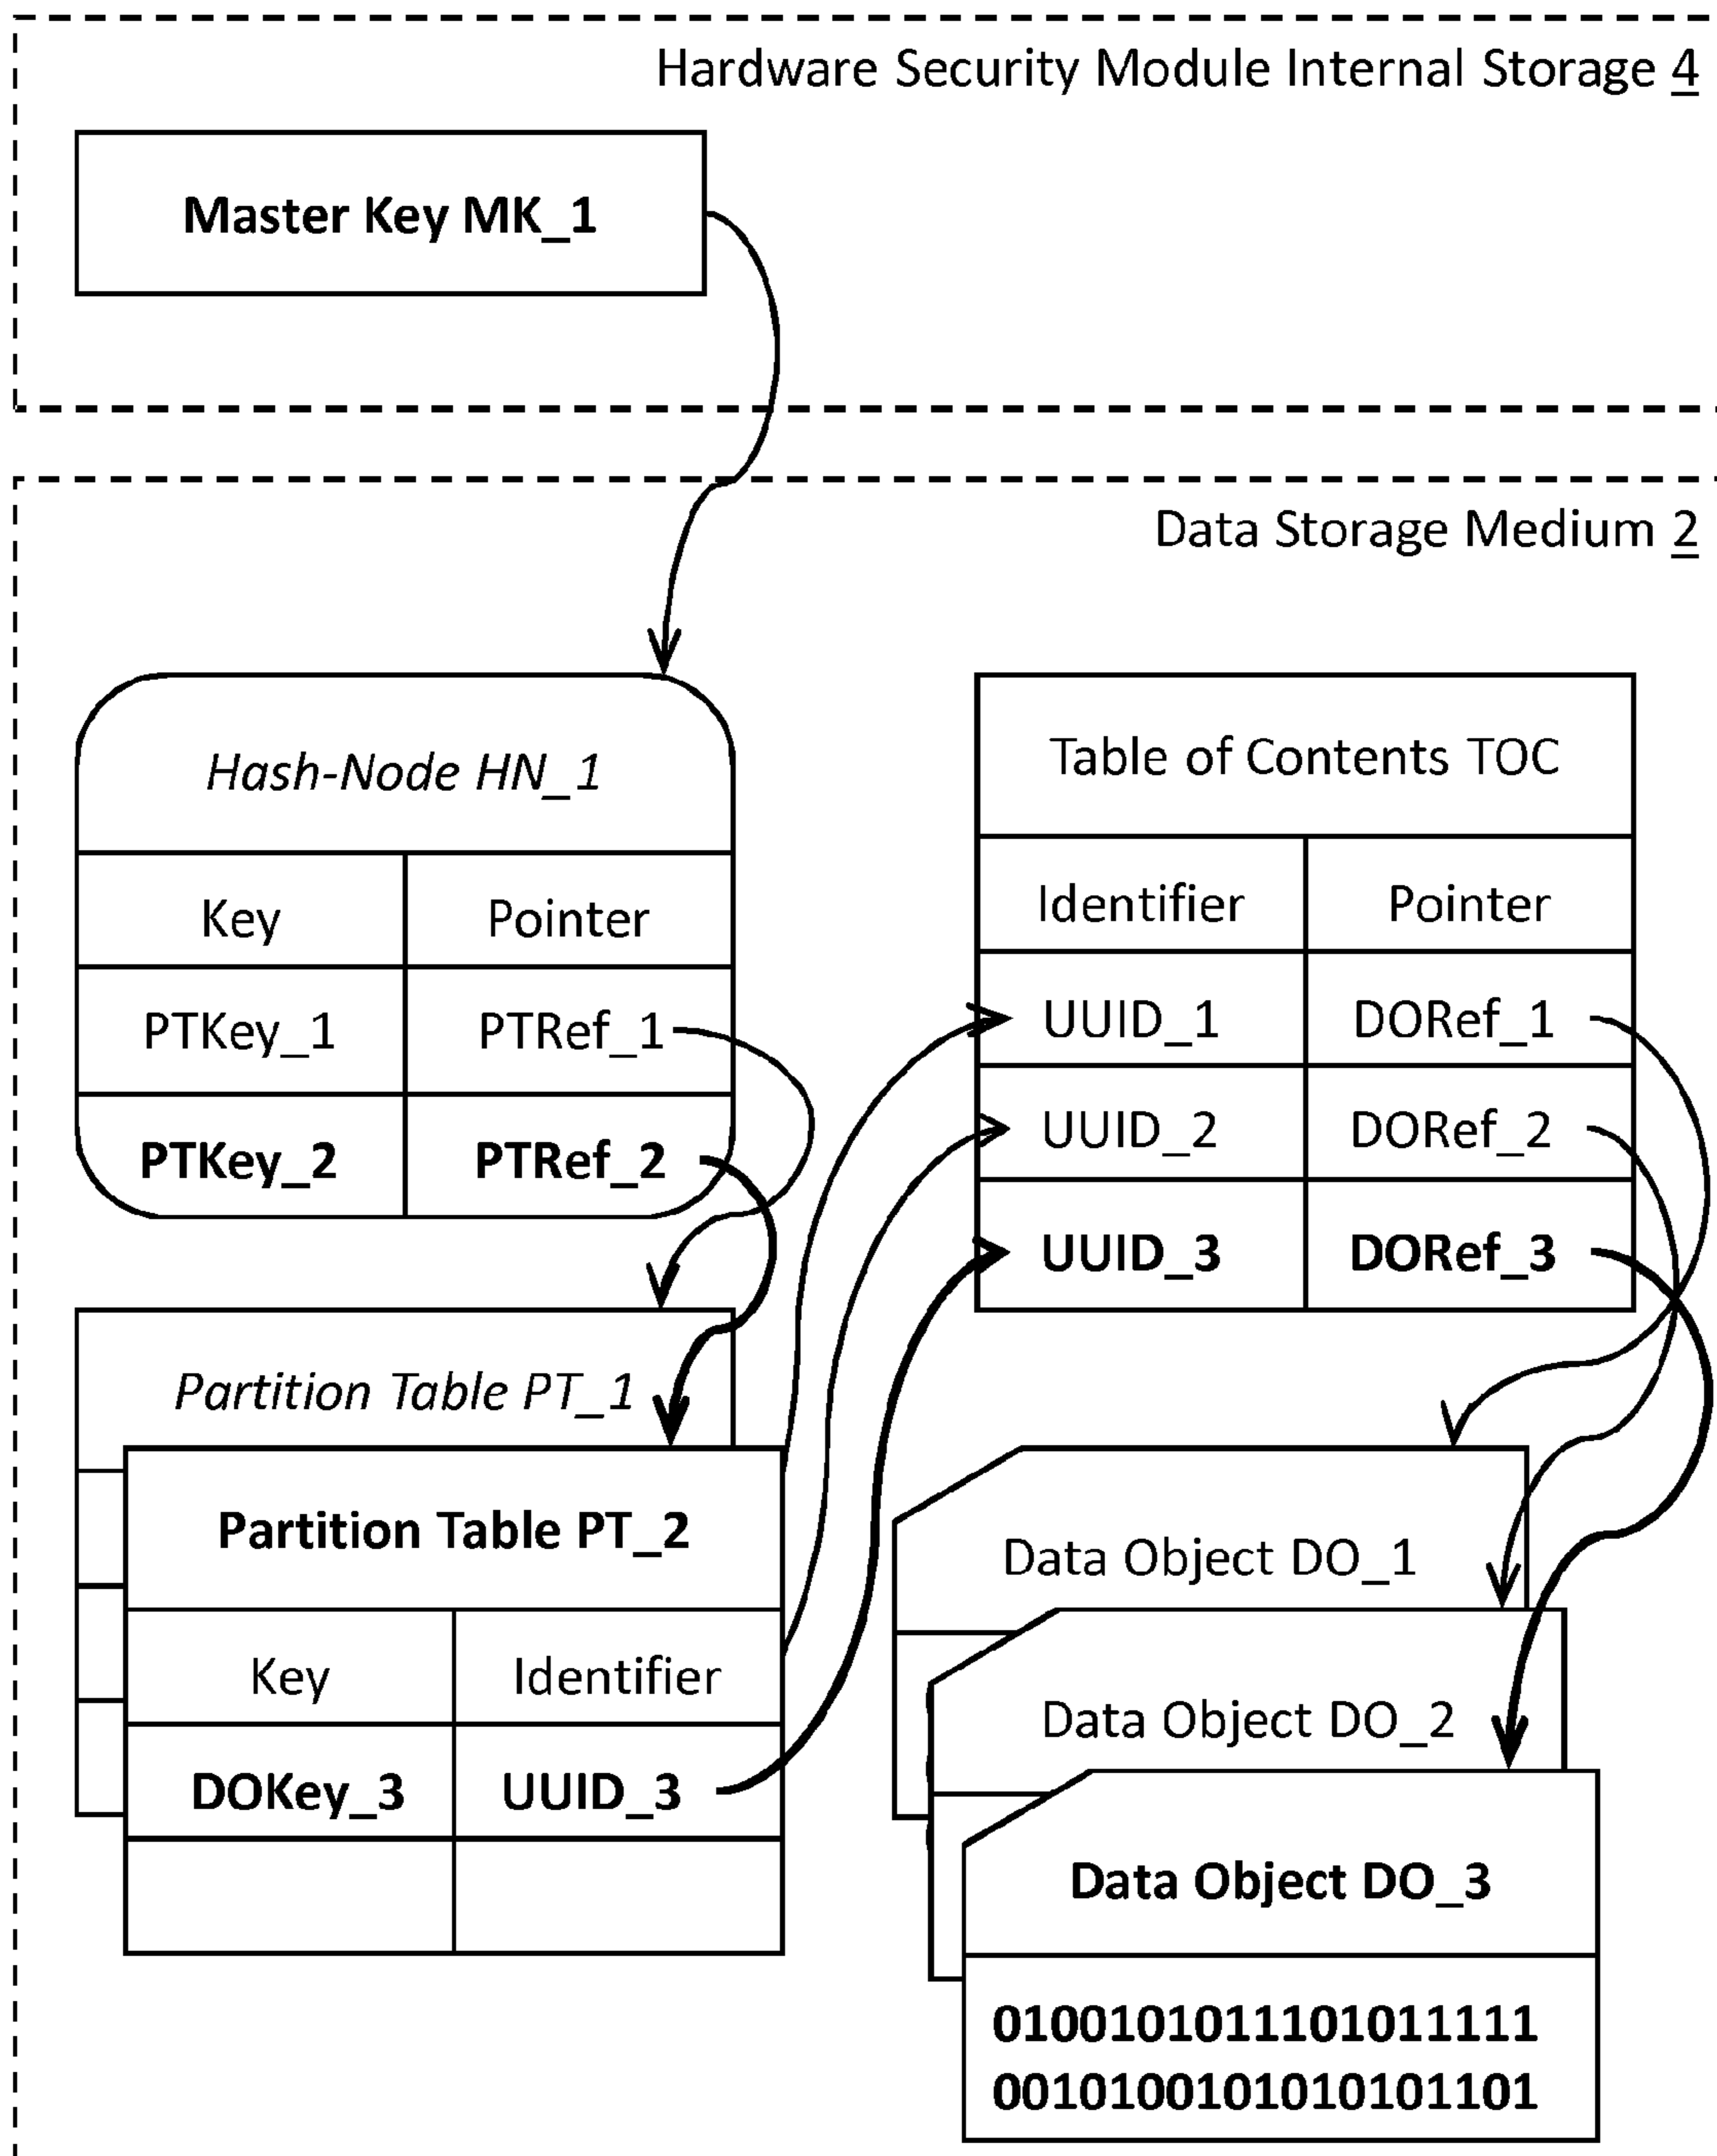 Hardware Security Module Internal Storage 4
Master Key MK_1
Data Storage Medium 2
Hash-Node HN_1
Key Pointer
PTKey_1 PTRef_1
PTKey_2 PTRef_2
Table of Contents TOC
Identifier Pointer
UUID_1 DORef_1
UUID_2 DORef_2
UUID_3 DORef_3
Partition Table PT_1
Partition Table PT_2
Key Identifier
DOKey_3 UUID_3
Data Object DO_1
Data Object DO_2
Data Object DO_3
0100101011101011111
0010100101010101101